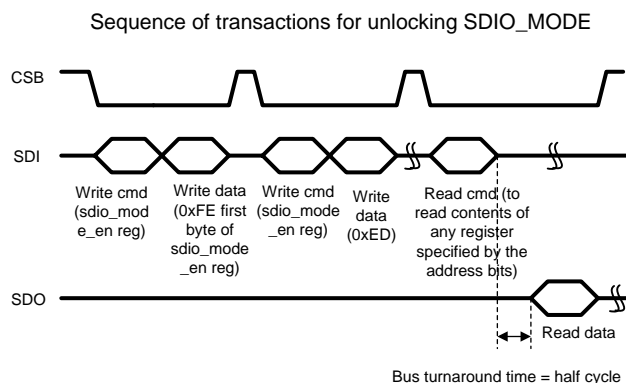 Sequence of transactions for unlocking SDIO_MODE
CSB
SDI
Write cmd
(sdio_mod
e_en reg)
Write data
(0xFE first
byte of
sdio_mode
_en reg)
Write cmd
(sdio_mode
_en reg)
Write
data
(0xED)
Read cmd (to
read contents of
any register
specified by the
address bits)
SDO
Read data
Bus turnaround time = half cycle